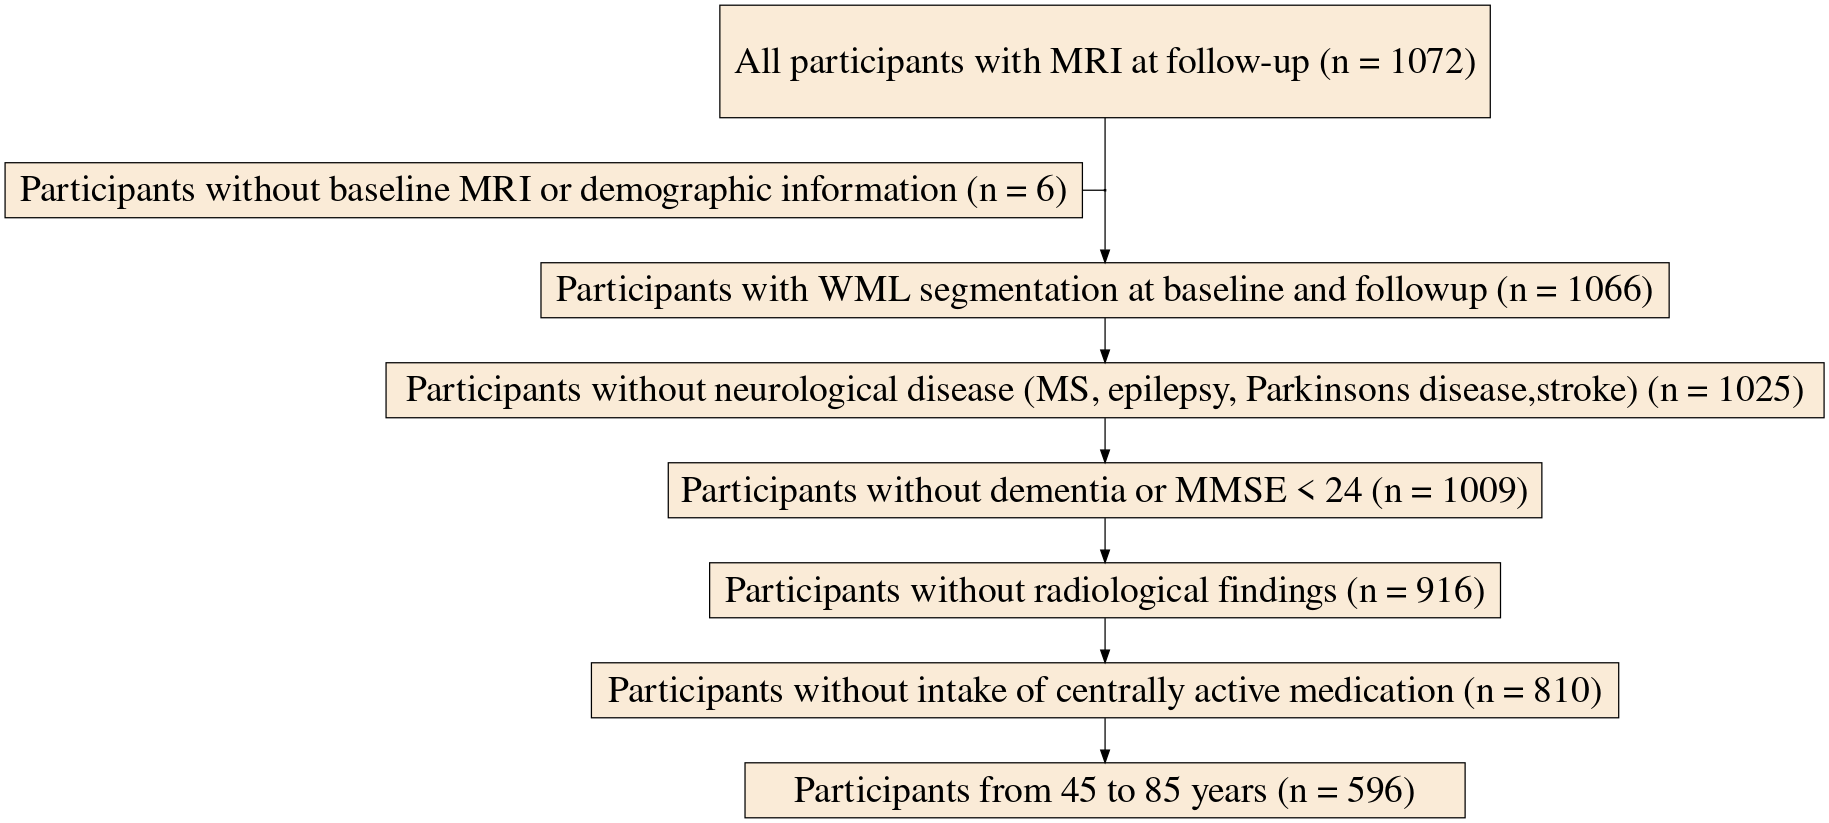 All participants with MRI at follow-up (n = 1072)
Participants without baseline MRI or demographic information (n = 6)
Participants with WML segmentation at baseline and followup (n = 1066)
Participants without neurological disease (MS, epilepsy, Parkinsons disease,stroke) (n = 1025)
Participants without dementia or MMSE < 24 (n = 1009)
Participants without radiological findings (n = 916)
Participants without intake of centrally active medication (n = 810)
Participants from 45 to 85 years (n = 596)